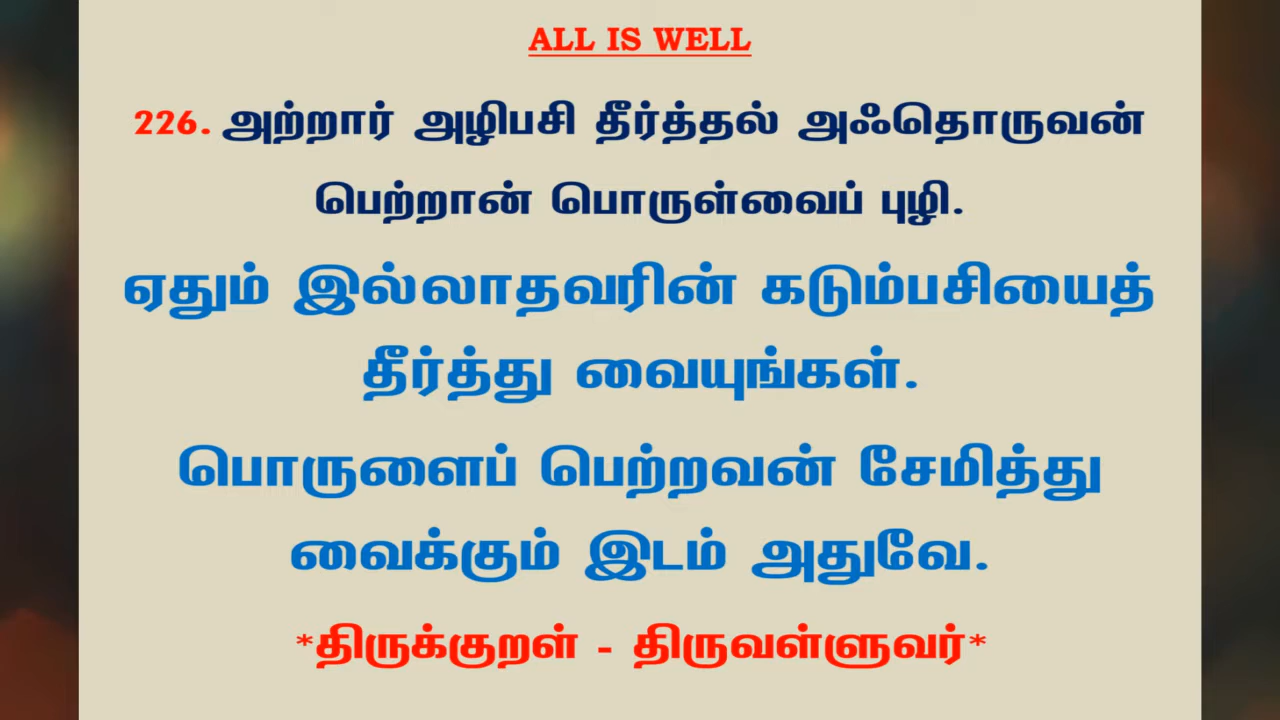 ALL IS WELL
226. அற்றார் அழிபசி தீர்த்தல் அஃதொருவன்
பெற்றான் பொருள்வைப் புழி.
ஏதும் இல்லாதவரின் கடும்பசியைத்
தீர்த்து வையுங்கள்.
பொருளைப் பெற்றவன் சேமித்து
வைக்கும் இடம் அதுவே.
*திருக்குறள் - திருவள்ளுவர்*